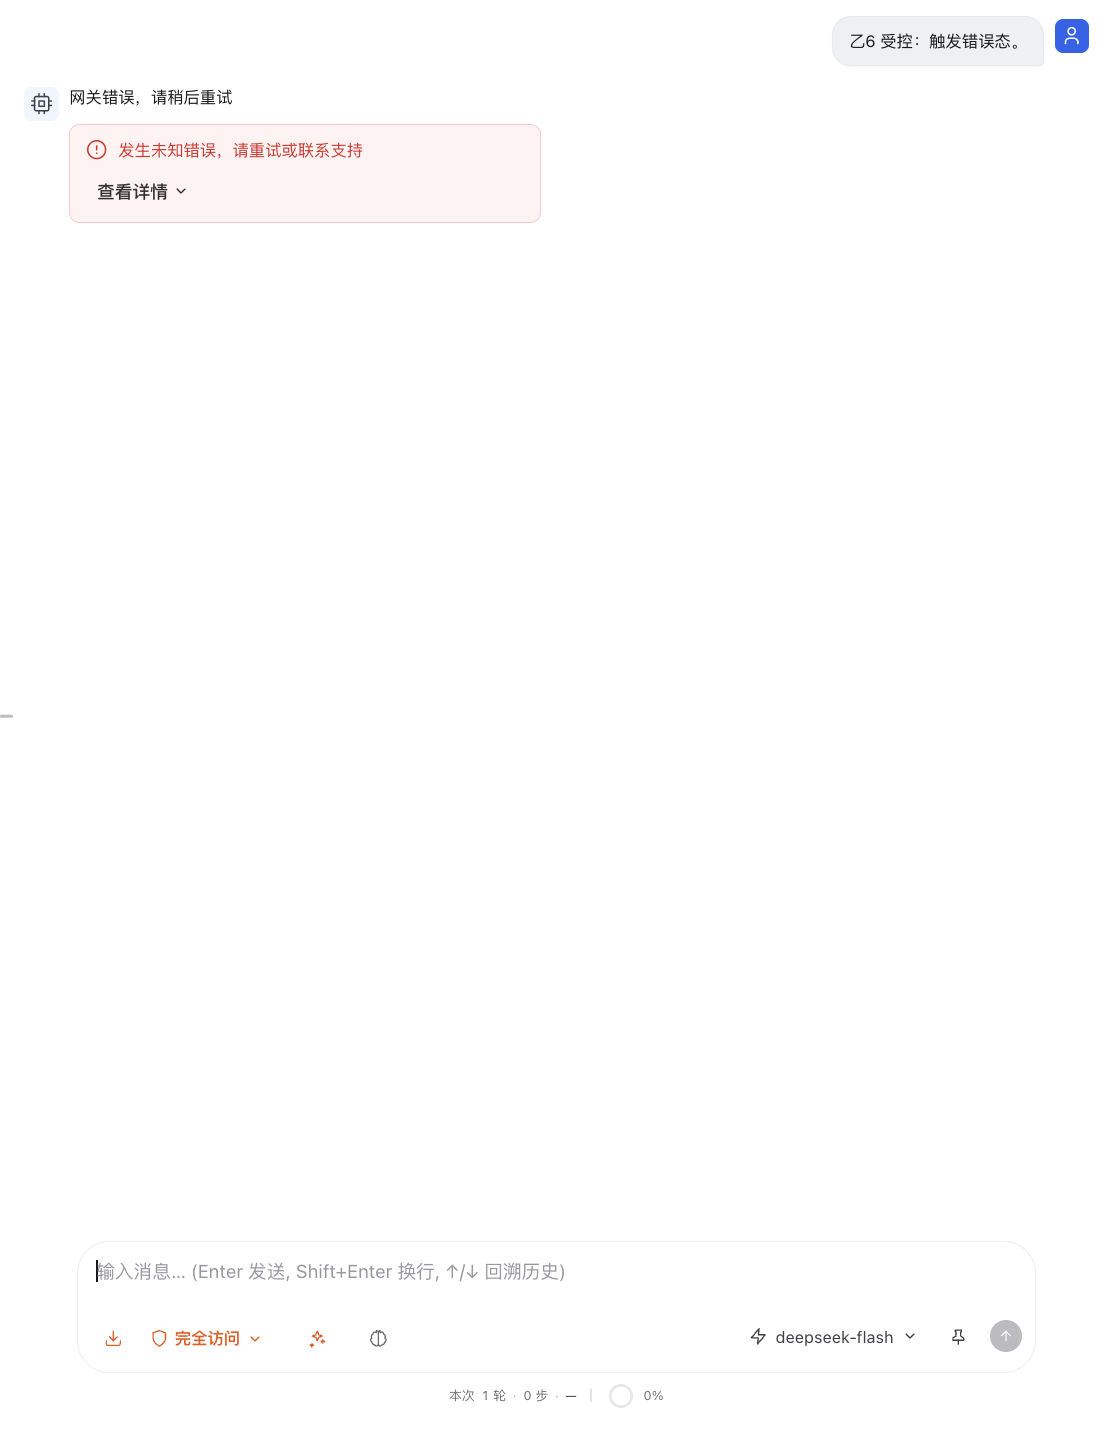 乙6 受控：触发错误态。
网关错误，请稍后重试
发生未知错误，请重试或联系支持
查看详情
输入消息... (Enter 发送, Shift+Enter 换行, ↑/↓ 回溯历史)
完全访问
deepseek-flash
本次 1 轮 · 0 步 · — | 0%